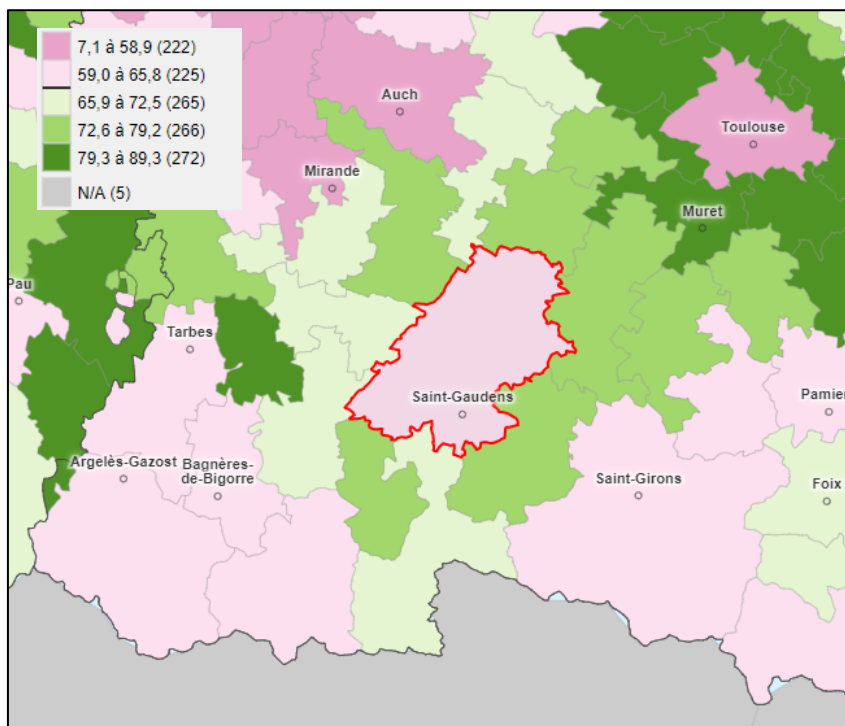 7,1 à 58,9 (222)
59,0 à 65,8 (225)
65,9 à 72,5 (265)
72,6 à 79,2 (266)
79,3 à 89,3 (272)
N/A (5)
Auch
Toulouse
Mirande
Muret
Pau
Tarbes
Saint-Gaudens
Pamier
Argelès-Gazost
Bagnères-
de-Bigorre
Saint-Girons
Foix